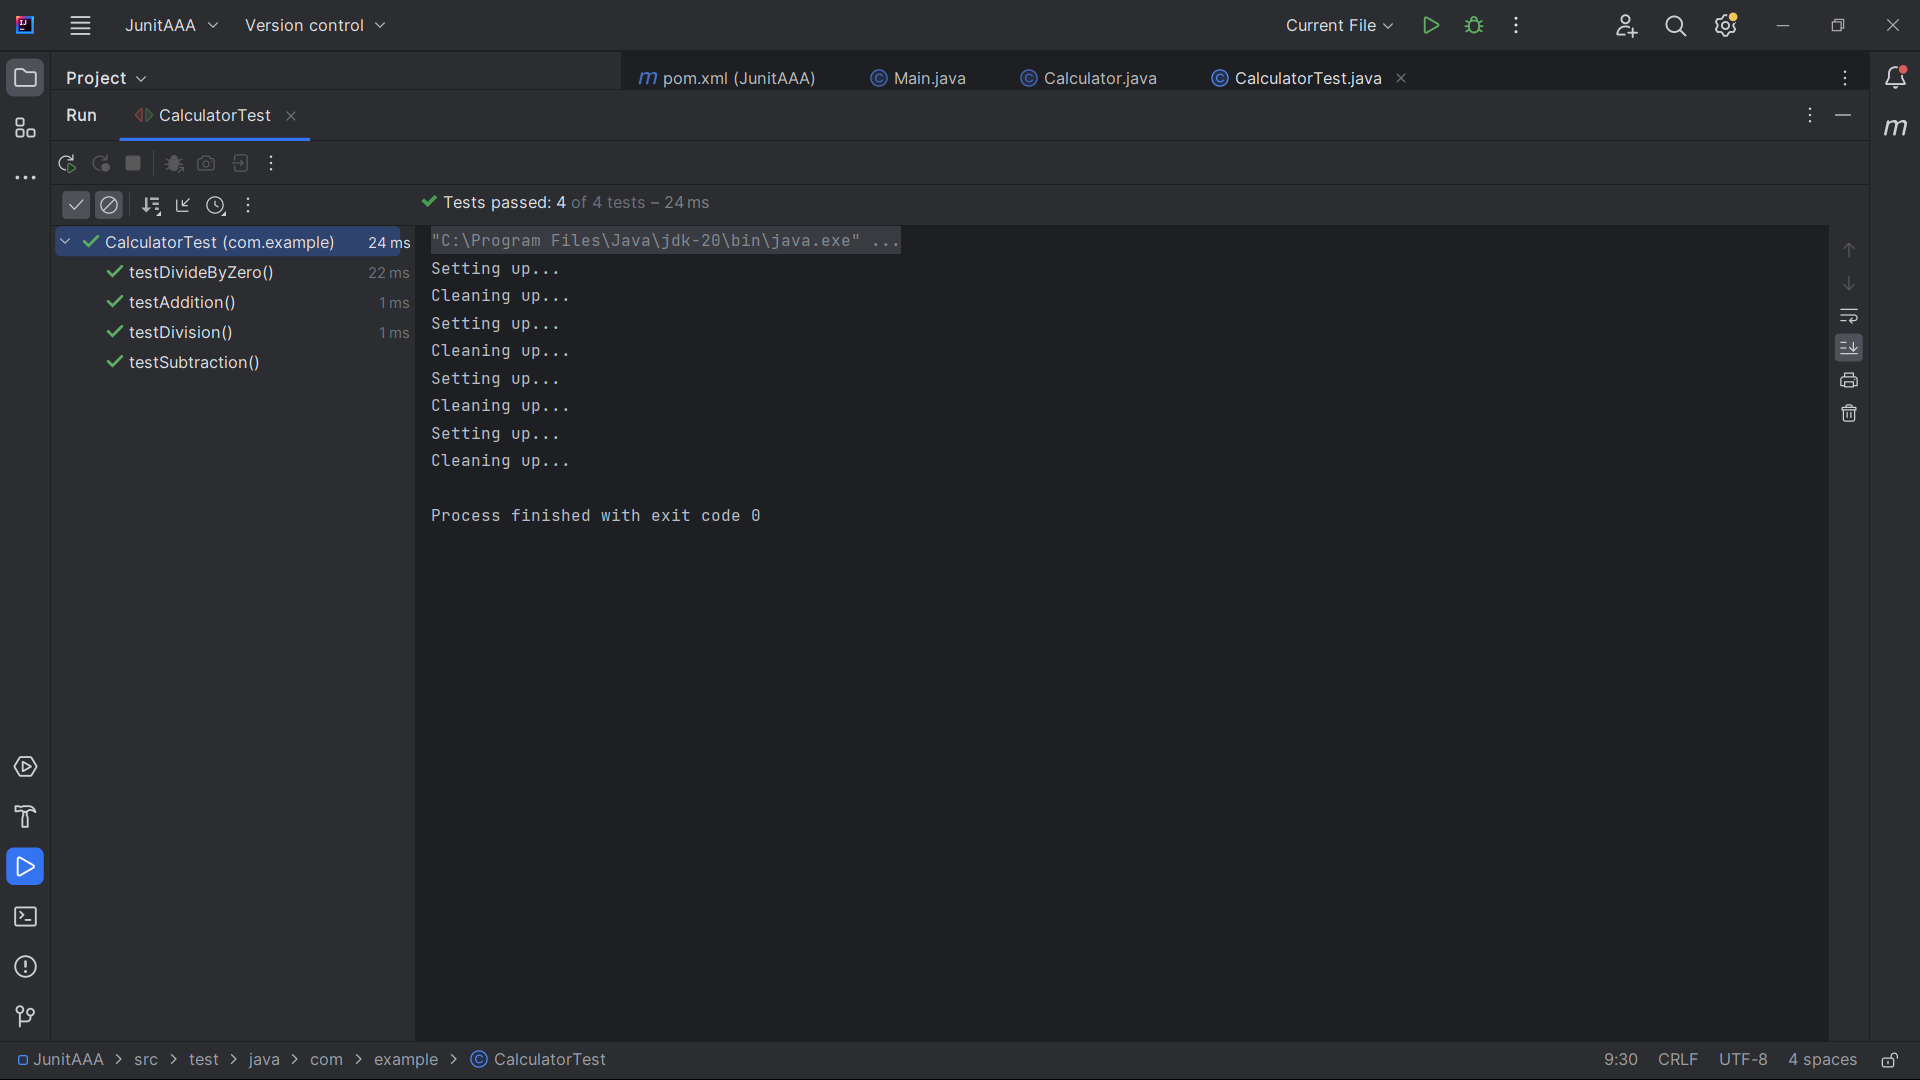 JunitAAA Version control Current File
Project
pom.xml (JunitAAA) Main.java Calculator.java CalculatorTest.java
Run CalculatorTest
Tests passed: 4 of 4 tests – 24 ms
CalculatorTest (com.example) 24 ms
testDivideByZero() 22 ms
testAddition() 1 ms
testDivision() 1 ms
testSubtraction()
"C:\Program Files\Java\jdk-20\bin\java.exe" ...
Setting up...
Cleaning up...
Setting up...
Cleaning up...
Setting up...
Cleaning up...
Setting up...
Cleaning up...
Process finished with exit code 0
JunitAAA > src > test > java > com > example > CalculatorTest
9:30 CRLF UTF-8 4 spaces